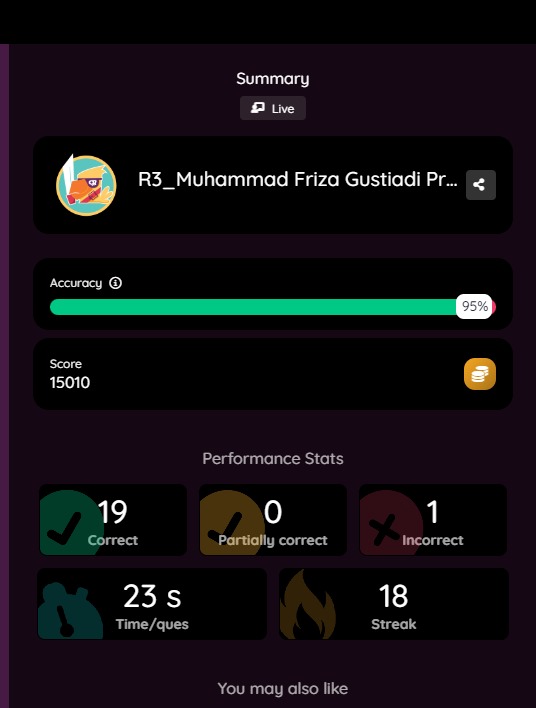 Summary
Live
R3_Muhammad Friza Gustiadi Pr...
Accuracy
95%
Score
15010
Performance Stats
19
Correct
0
Partially correct
1
Incorrect
23 s
Time/ques
18
Streak
You may also like